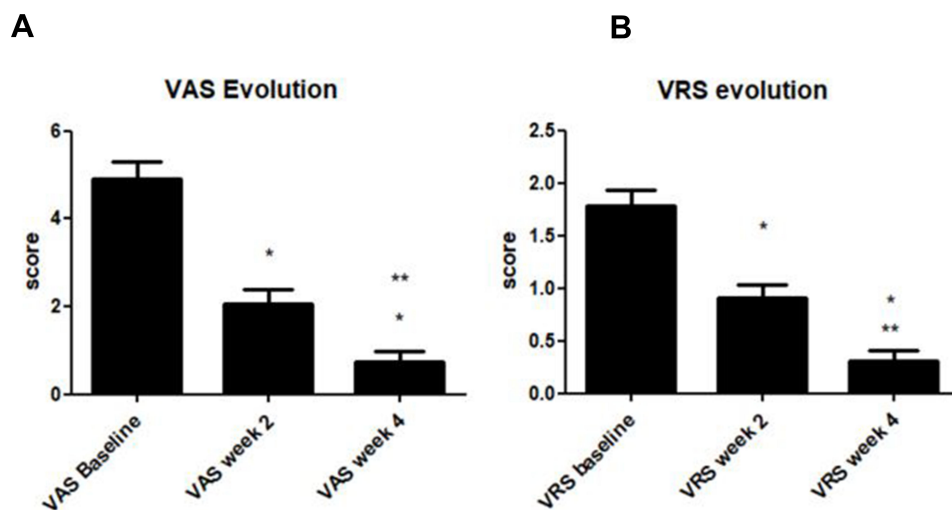 A
B
VAS Evolution
6
4
2
0
score
*
**
*
VAS Baseline
VAS week 2
VAS week 4
VRS evolution
2.5
2.0
1.5
1.0
0.5
0.0
score
*
*
**
VRS baseline
VRS week 2
VRS week 4